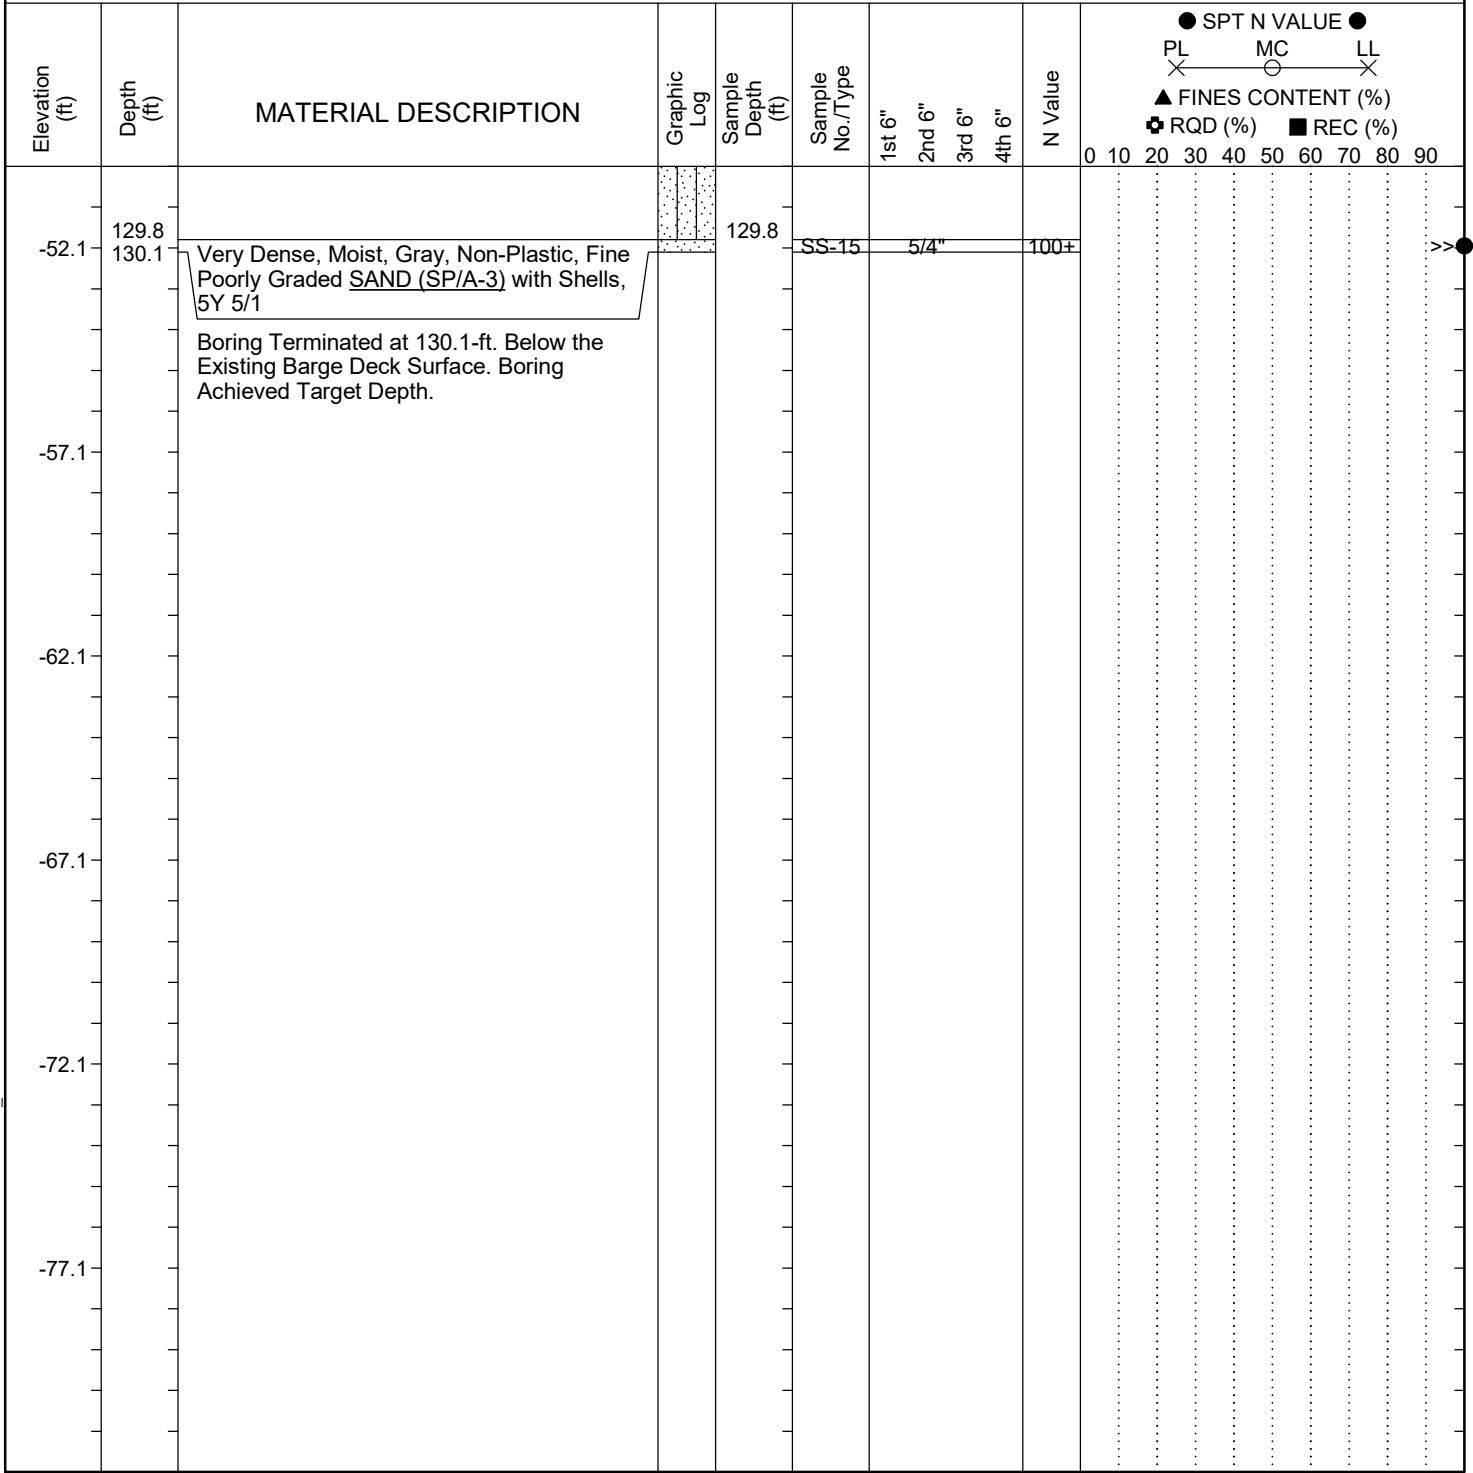 Elevation
(ft)
Depth
(ft)
MATERIAL DESCRIPTION
Graphic
Log
Sample
Depth
(ft)
Sample
No./Type
1st 6"
2nd 6"
3rd 6"
4th 6"
N Value
● SPT N VALUE ●
PL MC LL
▲ FINES CONTENT (%)
RQD (%) ■ REC (%)
0 10 20 30 40 50 60 70 80 90
129.8 129.8
-52.1 130.1 SS-15 5/4" 100+ >>
Very Dense, Moist, Gray, Non-Plastic, Fine
Poorly Graded SAND (SP/A-3) with Shells,
5Y 5/1
Boring Terminated at 130.1-ft. Below the
Existing Barge Deck Surface. Boring
Achieved Target Depth.
-57.1
-62.1
-67.1
-72.1
-77.1